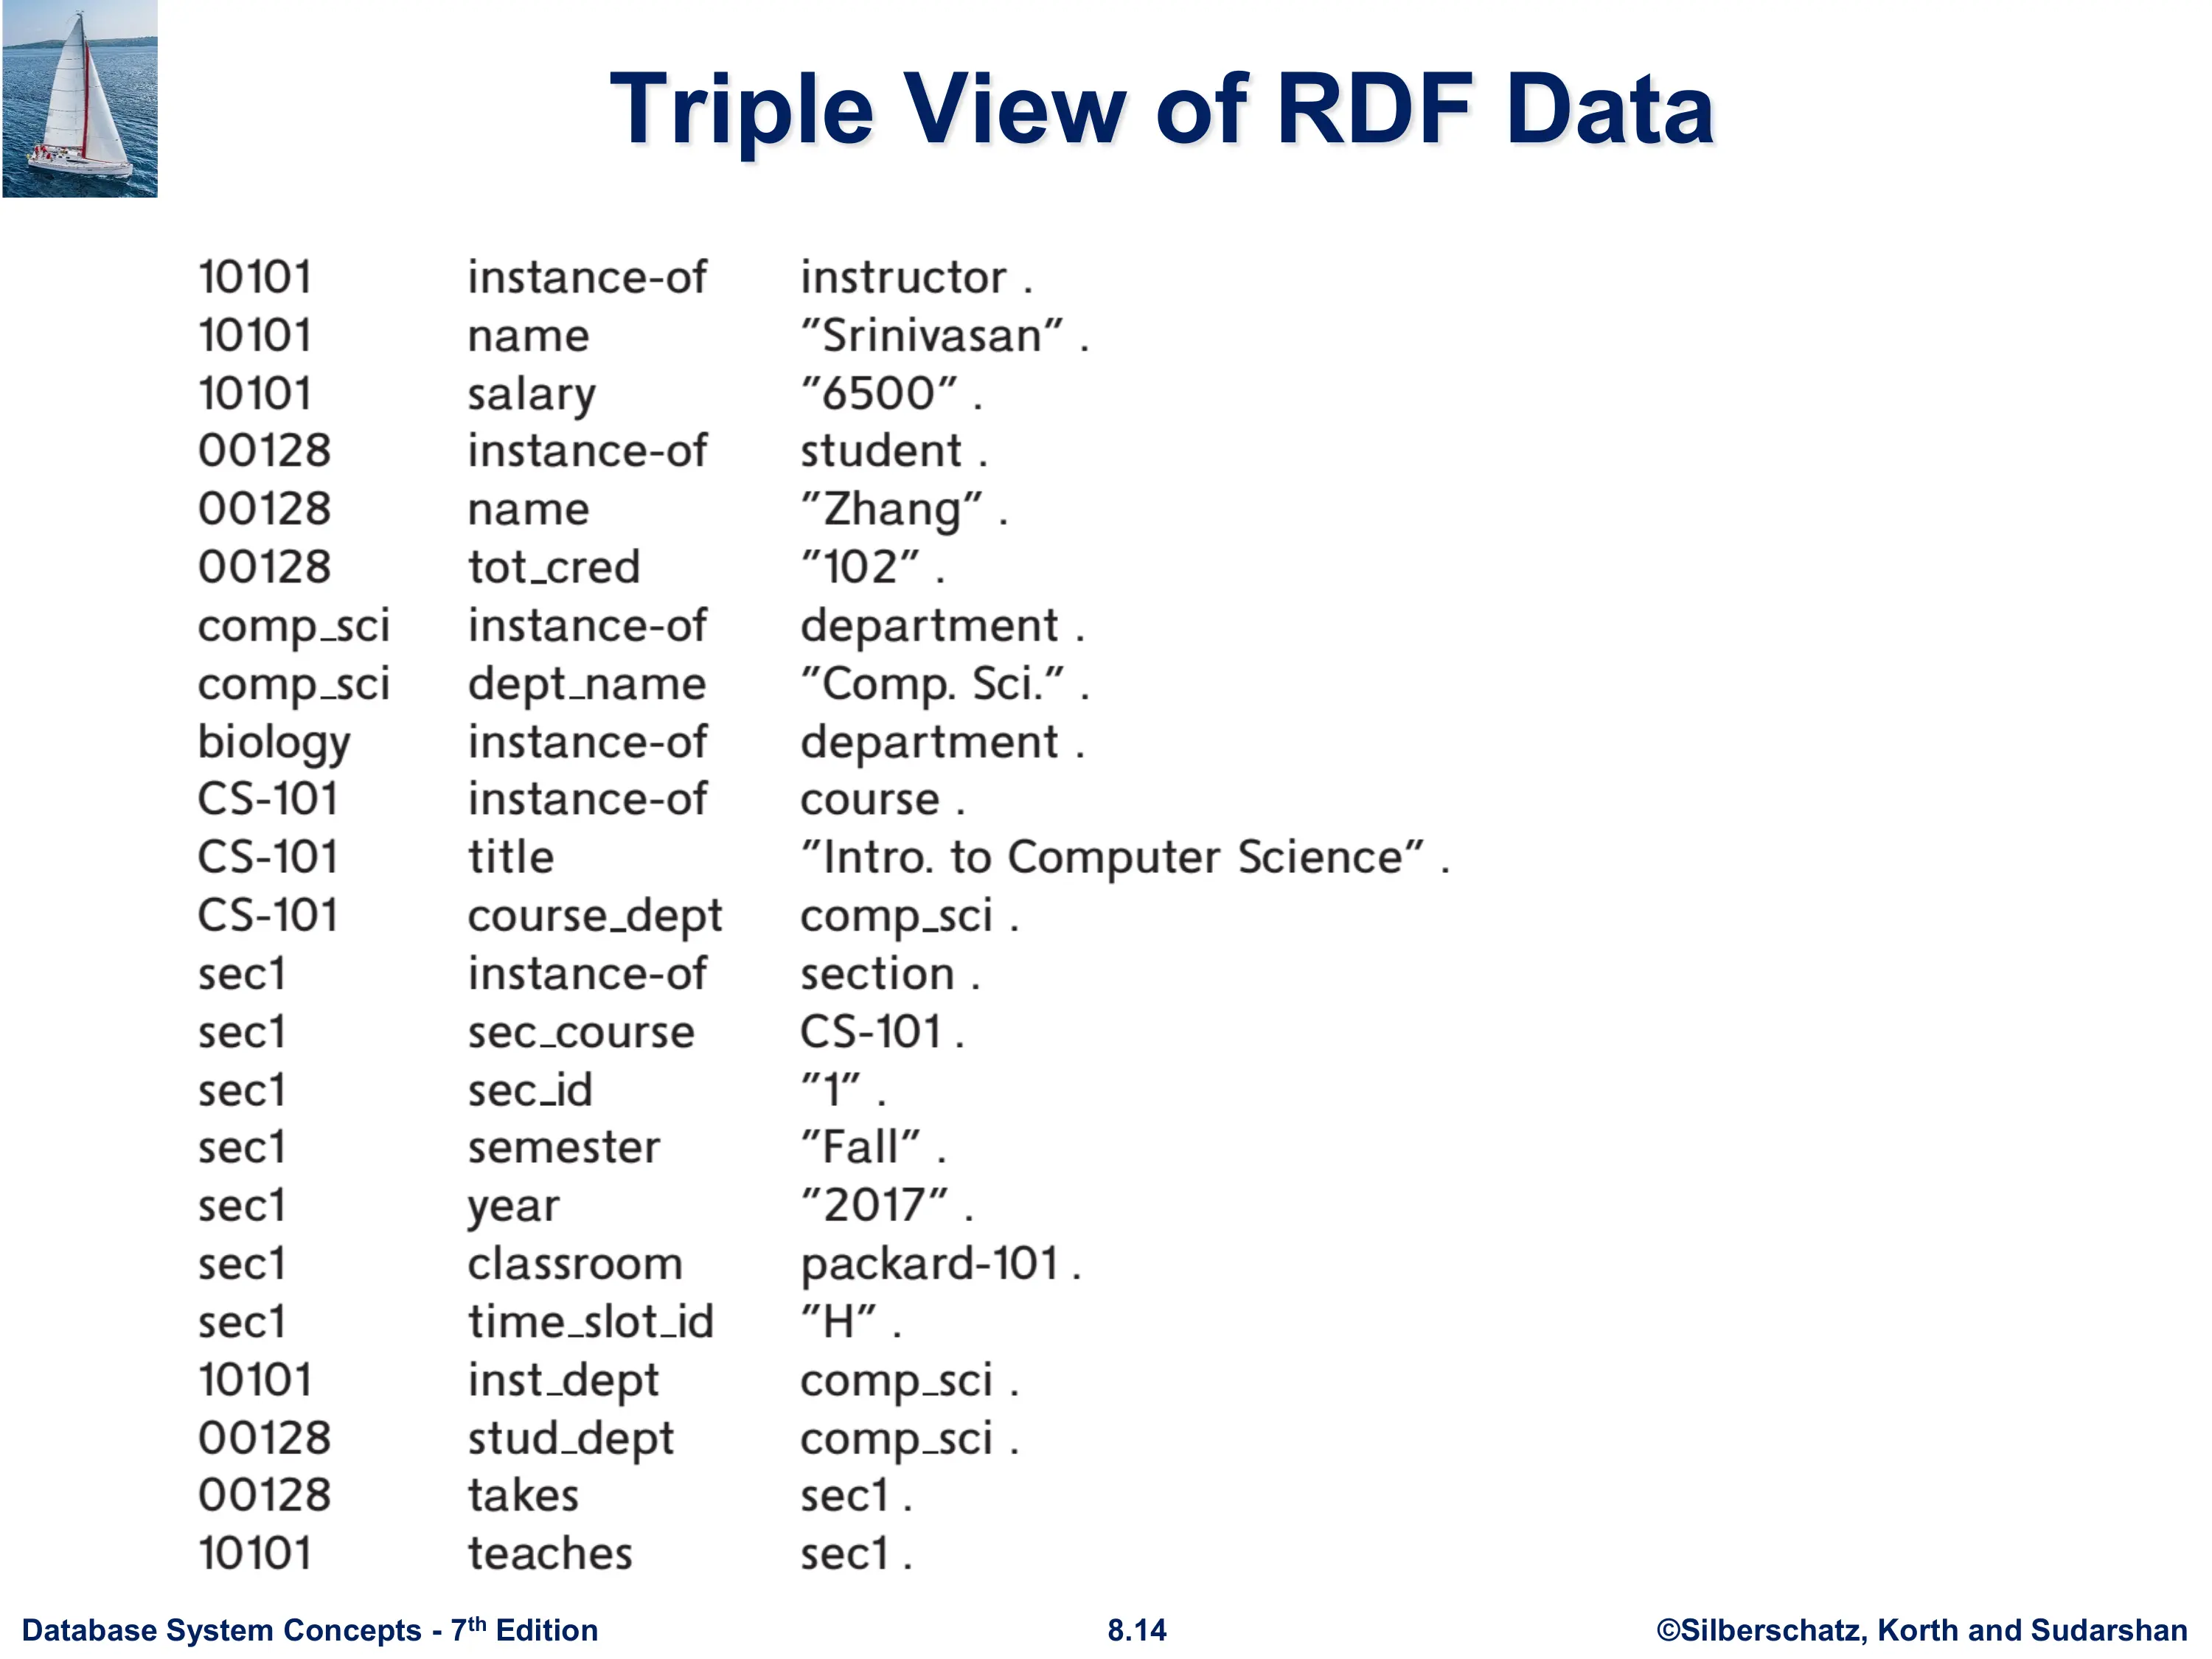 Triple View of RDF Data
10101 instance-of instructor .
10101 name "Srinivasan" .
10101 salary "6500" .
00128 instance-of student .
00128 name "Zhang" .
00128 tot_cred "102" .
comp_sci instance-of department .
comp_sci dept_name "Comp. Sci." .
biology instance-of department .
CS-101 instance-of course .
CS-101 title "Intro. to Computer Science" .
CS-101 course_dept comp_sci .
sec1 instance-of section .
sec1 sec_course CS-101 .
sec1 sec_id "1" .
sec1 semester "Fall" .
sec1 year "2017" .
sec1 classroom packard-101 .
sec1 time_slot_id "H" .
10101 inst_dept comp_sci .
00128 stud_dept comp_sci .
00128 takes sec1 .
10101 teaches sec1 .
Database System Concepts - 7th Edition 8.14 ©Silberschatz, Korth and Sudarshan